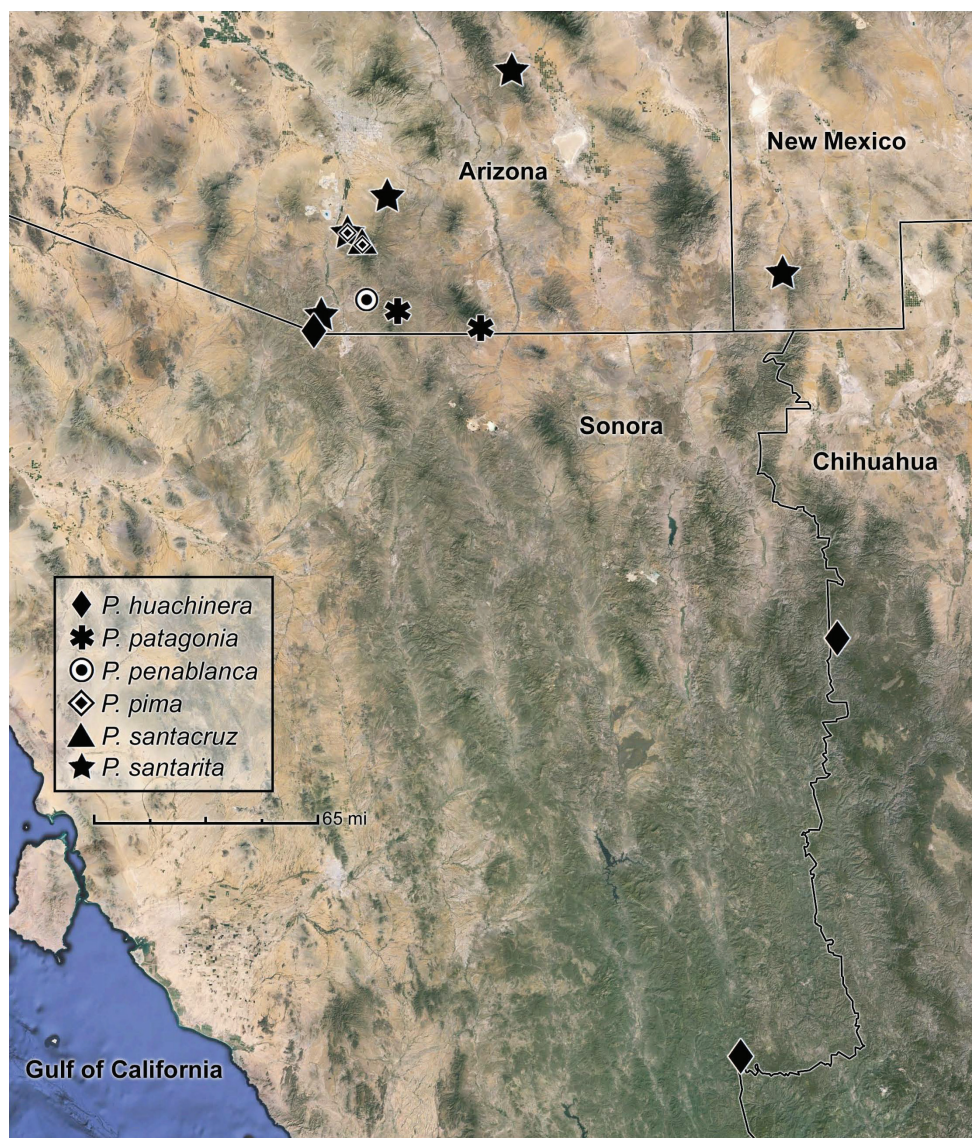 New Mexico
Arizona
Sonora
Chihuahua
P. huachinera
P. patagonia
P. penablanca
P. pima
P. santacruz
P. santarita
65 mi
Gulf of California